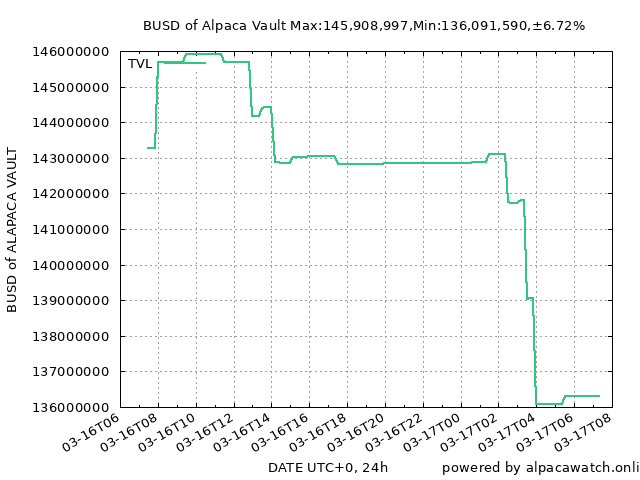 BUSD of Alpaca Vault Max:145,908,997,Min:136,091,590,±6.72%
146000000
TVL
145000000
144000000
143000000
142000000
141000000
140000000
139000000
138000000
137000000
136000000
BUSD of ALAPACA VAULT
03-16T06
03-16T08
03-16T10
03-16T12
03-16T14
03-16T16
03-16T18
03-16T20
03-16T22
03-17T00
03-17T02
03-17T04
03-17T06
03-17T08
DATE UTC+0, 24h
powered by alpacawatch.onli